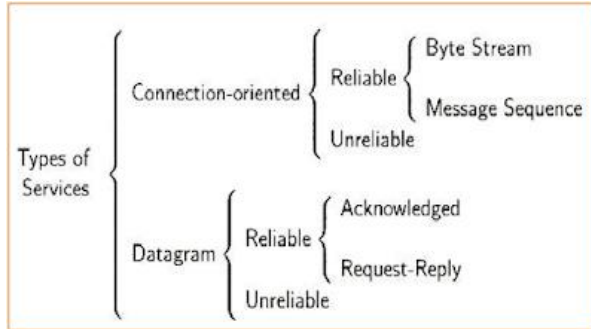 Types of
Services
Connection-oriented
Reliable
Byte Stream
Message Sequence
Unreliable
Datagram
Reliable
Acknowledged
Request-Reply
Unreliable